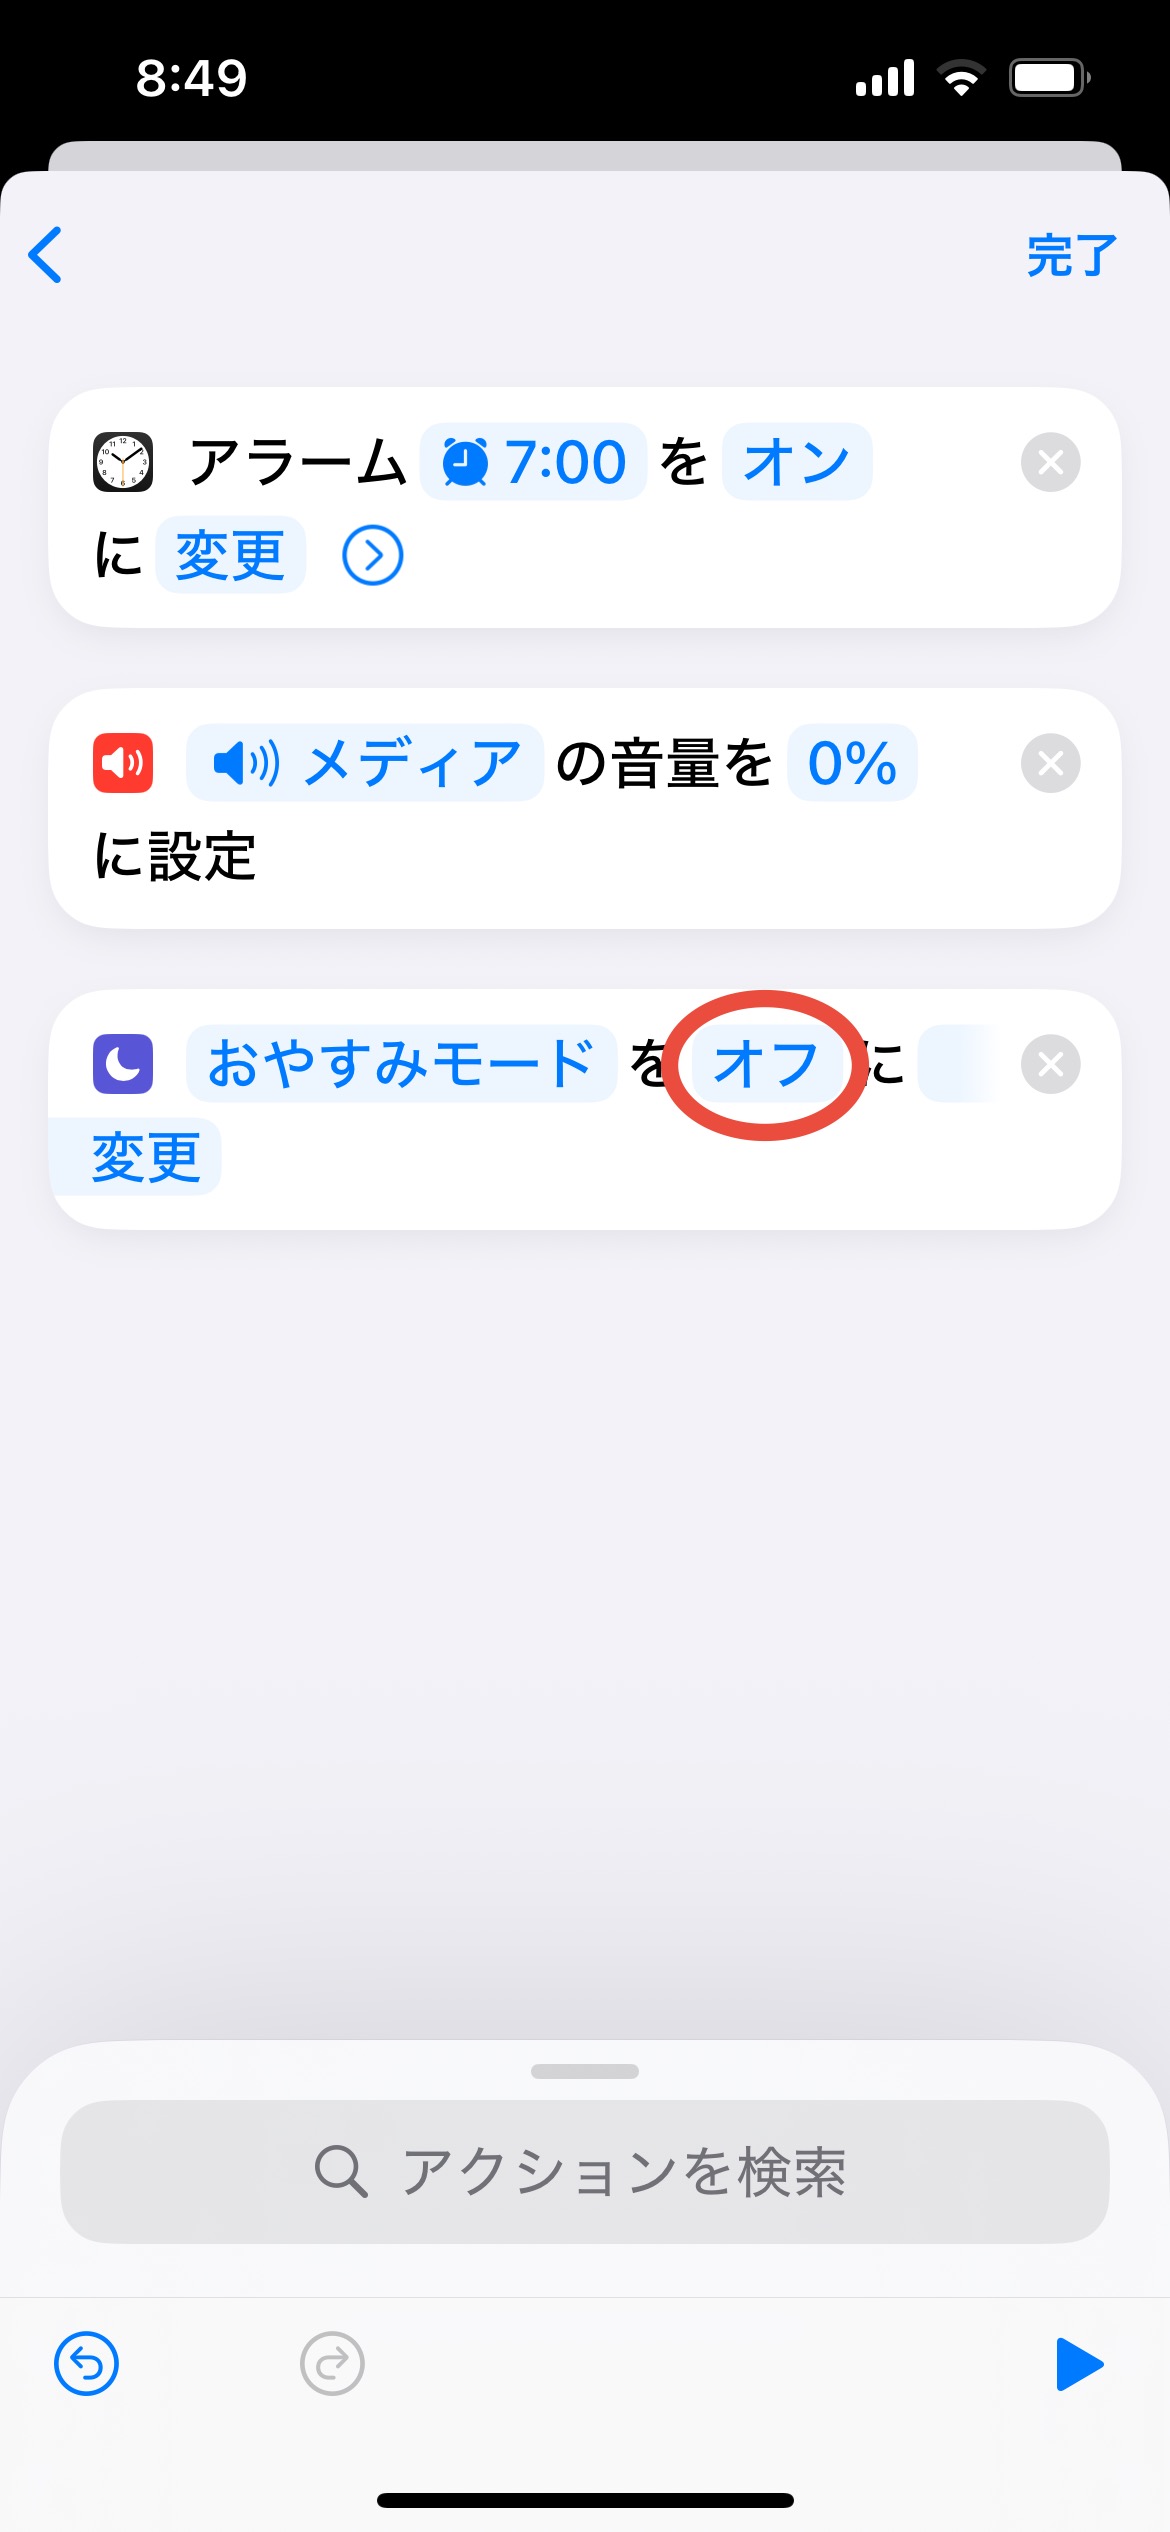 8:49
完了
アラーム 7:00 を オン
に 変更
メディア の音量を 0%
に設定
おやすみモード を オフ に
変更
アクションを検索